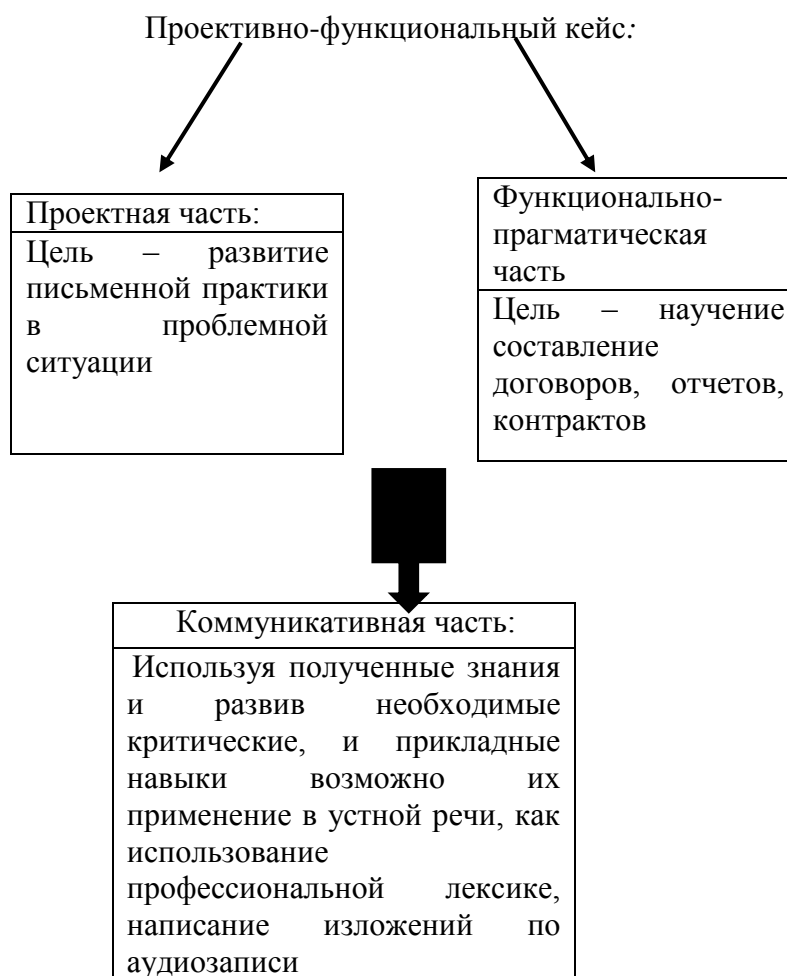 Проективно-функциональный кейс:
Проектная часть:
Цель – развитие
письменной практики
в проблемной
ситуации
Функционально-
прагматическая
часть
Цель – научение
составление
договоров, отчетов,
контрактов
Коммуникативная часть:
Используя полученные знания
и развив необходимые
критические, и прикладные
навыки возможно их
применение в устной речи, как
использование
профессиональной лексике,
написание изложений по
аудиозаписи